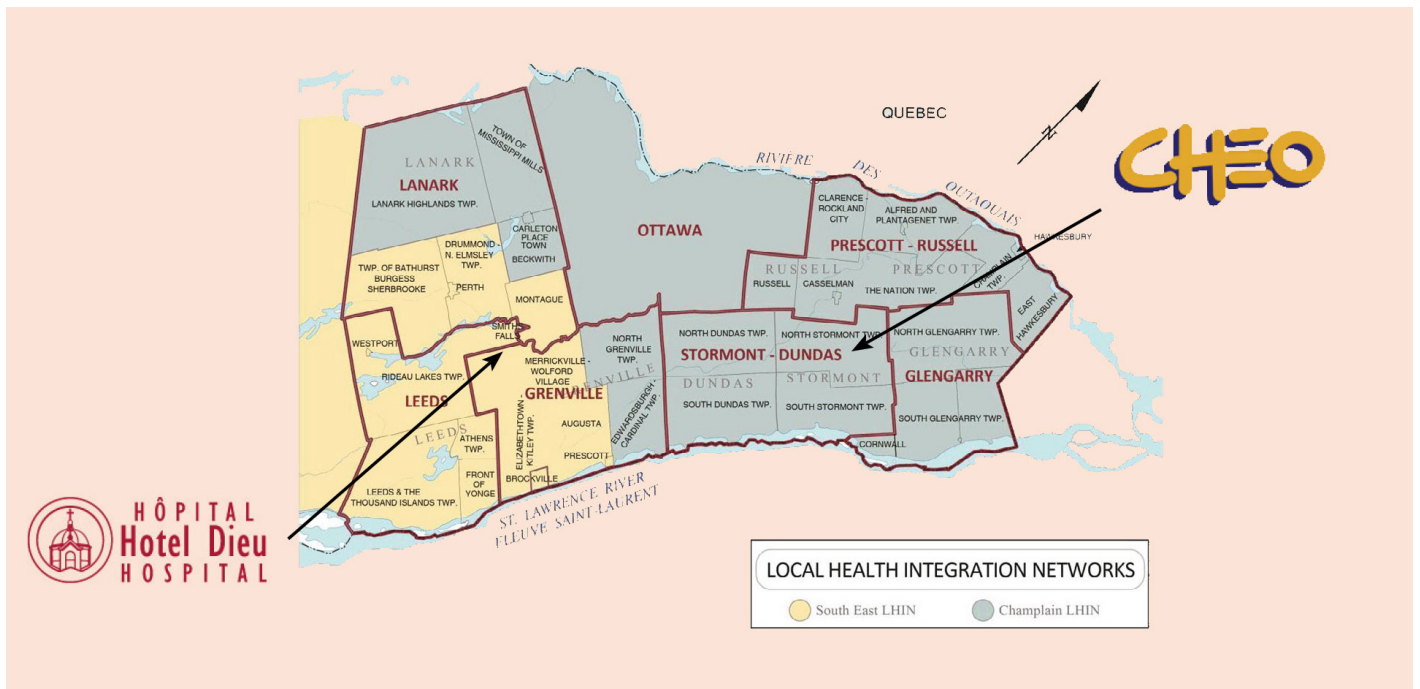 QUEBEC
N
CHEO
RIVIÈRE DES OUTAOUAIS
TOWN OF
MISSISSIPPI MILLS
LANARK
LANARK
LANARK HIGHLANDS TWP.
OTTAWA
CLARENCE -
ROCKLAND
CITY
ALFRED AND
PLANTAGENET TWP.
HAWKESBURY
PRESCOTT - RUSSELL
CARLETON
PLACE
TOWN
BECKWITH
DRUMMOND -
N. ELMSLEY
TWP.
TWP. OF BATHURST
BURGESS
SHERBROOKE
PERTH
MONTAGUE
RUSSELL
PRESCOTT
RUSSELL
CASSELMAN
THE NATION TWP.
CHAMPLAIN
TWP.
EAST
HAWKESBURY
SMITHS
FALLS
WESTPORT
RIDEAU LAKES TWP.
NORTH
GRENVILLE
TWP.
NORTH DUNDAS TWP.
NORTH STORMONT TWP.
NORTH GLENGARRY TWP.
STORMONT - DUNDAS
GLENGARRY
GLENGARRY
MERRICKVILLE -
WOLFORD
VILLAGE
GRENVILLE
GRENVILLE
DUNDAS
STORMONT
LEEDS
LEEDS
ELIZABETHTOWN -
KITLEY TWP.
AUGUSTA
EDWARDSBURGH -
CARDINAL TWP.
SOUTH DUNDAS TWP.
SOUTH STORMONT TWP.
SOUTH GLENGARRY TWP.
ATHENS
TWP.
CORNWALL
PRESCOTT
FRONT
OF
YONGE
BROCKVILLE
LEEDS & THE
THOUSAND ISLANDS TWP.
ST. LAWRENCE RIVER
FLEUVE SAINT-LAURENT
HÔPITAL
Hotel Dieu
HOSPITAL
LOCAL HEALTH INTEGRATION NETWORKS
South East LHIN
Champlain LHIN